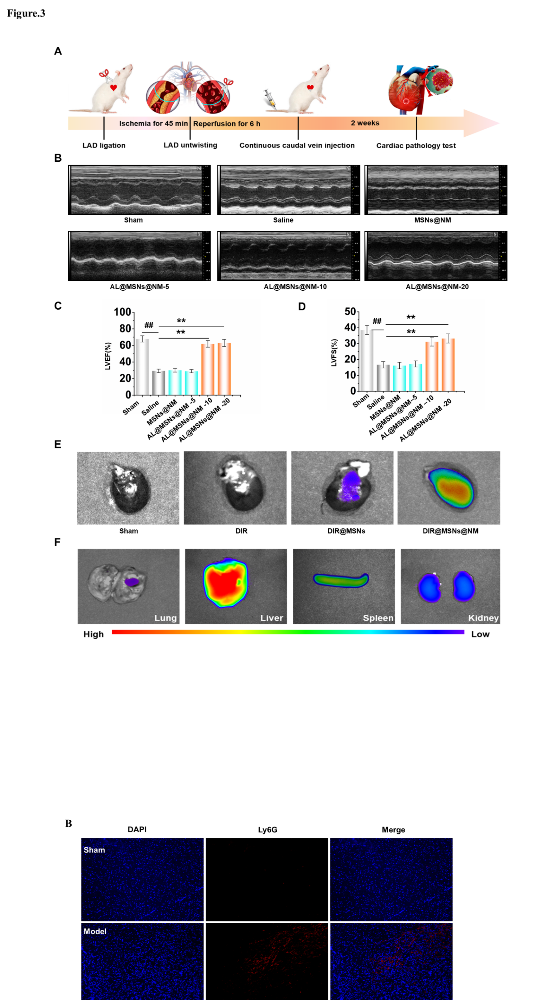 Figure.3
A
Ischemia for 45 min
Reperfusion for 6 h
2 weeks
LAD ligation
LAD untwisting
Continuous caudal vein injection
Cardiac pathology test
B
Sham
Saline
MSNs@NM
AL@MSNs@NM-5
AL@MSNs@NM-10
AL@MSNs@NM-20
C
LVEF(%)
100
80
60
40
20
0
##
**
**
Sham
Saline
MSNs@NM
AL@MSNs@NM -5
AL@MSNs@NM -10
AL@MSNs@NM -20
D
LVFS(%)
50
40
30
20
10
0
##
**
**
Sham
Saline
MSNs@NM
AL@MSNs@NM–5
AL@MSNs@NM –10
AL@MSNs@NM -20
E
Sham
DIR
DIR@MSNs
DIR@MSNs@NM
F
Lung
Liver
Spleen
Kidney
High
Low
B
DAPI
Ly6G
Merge
Sham
Model